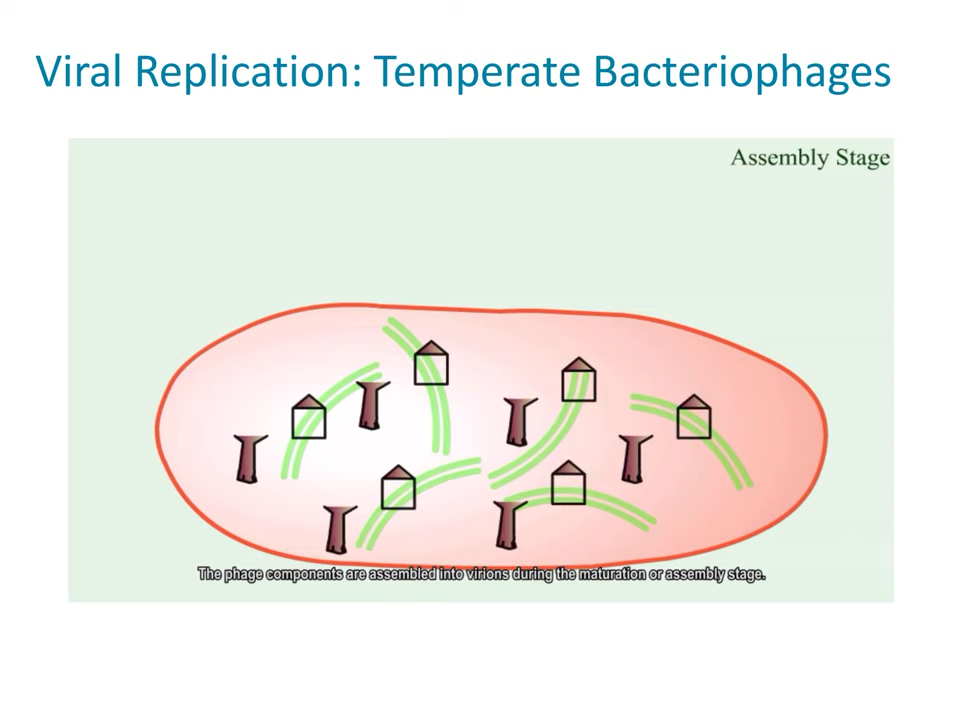 Viral Replication: Temperate Bacteriophages
Assembly Stage
The phage components are assembled into virions during the maturation or assembly stage.